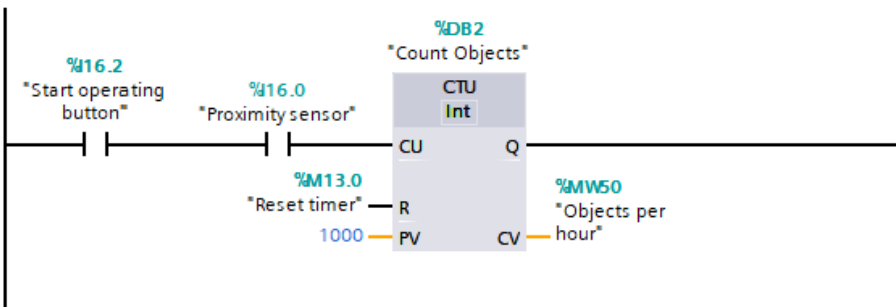 %DB2
"Count Objects"
%I16.2
"Start operating
button"
%I16.0
"Proximity sensor"
CTU
Int
CU
Q
%M13.0
"Reset timer"
R
1000
PV
CV
%MW50
"Objects per
hour"